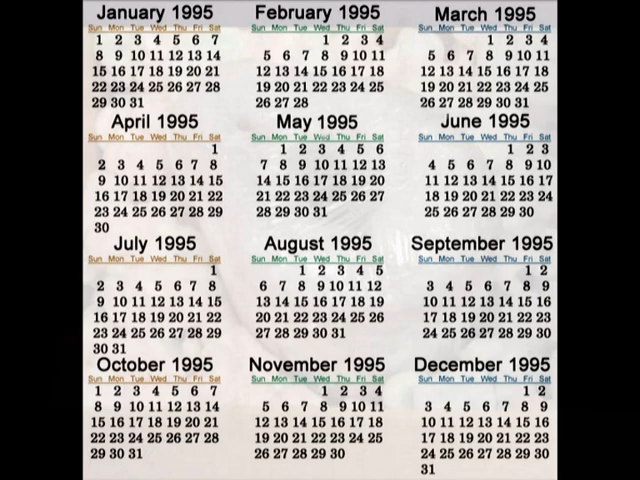 January 1995 February 1995 March 1995
Sun Mon Tue Wed Thu Fri Sat Sun Mon Tue Wed Thu Fri Sat Sun Mon Tue Wed Thu Fri Sat
1 2 3 4 5 6 7 1 2 3 4 1 2 3 4
8 9 10 11 12 13 14 5 6 7 8 9 10 11 5 6 7 8 9 10 11
15 16 17 18 19 20 21 12 13 14 15 16 17 18 12 13 14 15 16 17 18
22 23 24 25 26 27 28 19 20 21 22 23 24 25 19 20 21 22 23 24 25
29 30 31 26 27 28 26 27 28 29 30 31
April 1995 May 1995 June 1995
Sun Mon Tue Wed Thu Fri Sat Sun Mon Tue Wed Thu Fri Sat Sun Mon Tue Wed Thu Fri Sat
1 1 2 3 4 5 6 1 2 3
2 3 4 5 6 7 8 7 8 9 10 11 12 13 4 5 6 7 8 9 10
9 10 11 12 13 14 15 14 15 16 17 18 19 20 11 12 13 14 15 16 17
16 17 18 19 20 21 22 21 22 23 24 25 26 27 18 19 20 21 22 23 24
23 24 25 26 27 28 29 28 29 30 31 25 26 27 28 29 30
30
July 1995 August 1995 September 1995
Sun Mon Tue Wed Thu Fri Sat Sun Mon Tue Wed Thu Fri Sat Sun Mon Tue Wed Thu Fri Sat
1 1 2 3 4 5 1 2
2 3 4 5 6 7 8 6 7 8 9 10 11 12 3 4 5 6 7 8 9
9 10 11 12 13 14 15 13 14 15 16 17 18 19 10 11 12 13 14 15 16
16 17 18 19 20 21 22 20 21 22 23 24 25 26 17 18 19 20 21 22 23
23 24 25 26 27 28 29 27 28 29 30 31 24 25 26 27 28 29 30
30 31
October 1995 November 1995 December 1995
Sun Mon Tue Wed Thu Fri Sat Sun Mon Tue Wed Thu Fri Sat Sun Mon Tue Wed Thu Fri Sat
1 2 3 4 5 6 7 1 2 3 4 1 2
8 9 10 11 12 13 14 5 6 7 8 9 10 11 3 4 5 6 7 8 9
15 16 17 18 19 20 21 12 13 14 15 16 17 18 10 11 12 13 14 15 16
22 23 24 25 26 27 28 19 20 21 22 23 24 25 17 18 19 20 21 22 23
29 30 31 26 27 28 29 30 24 25 26 27 28 29 30
31